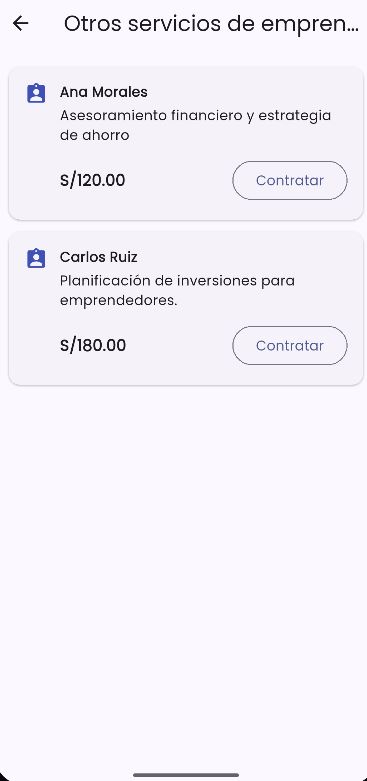 Otros servicios de empren...
Ana Morales
Asesoramiento financiero y estrategia
de ahorro
S/120.00
Contratar
Carlos Ruiz
Planificación de inversiones para
emprendedores.
S/180.00
Contratar